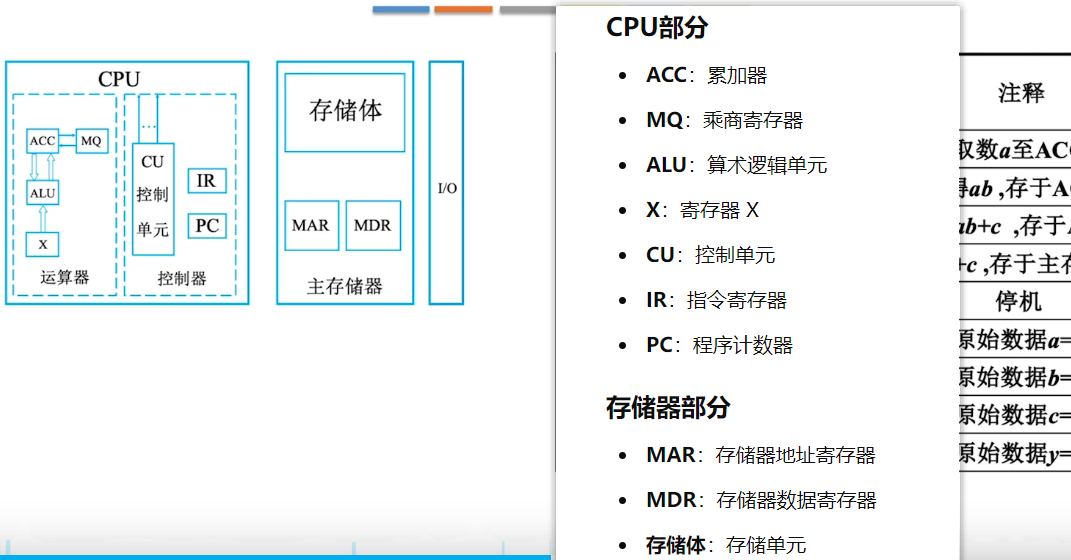 CPU
ACC
MQ
ALU
X
运算器
...
CU
控制
单元
IR
PC
控制器
存储体
MAR
MDR
主存储器
I/O
CPU部分
• ACC：累加器
• MQ：乘商寄存器
• ALU：算术逻辑单元
• X：寄存器 X
• CU：控制单元
• IR：指令寄存器
• PC：程序计数器
存储器部分
• MAR：存储器地址寄存器
• MDR：存储器数据寄存器
• 存储体：存储单元
注释
取数a至AC
ab ,存于A
ab+c ,存于
+c ,存于主存
停机
原始数据a=
原始数据b=
原始数据c=
原始数据y=